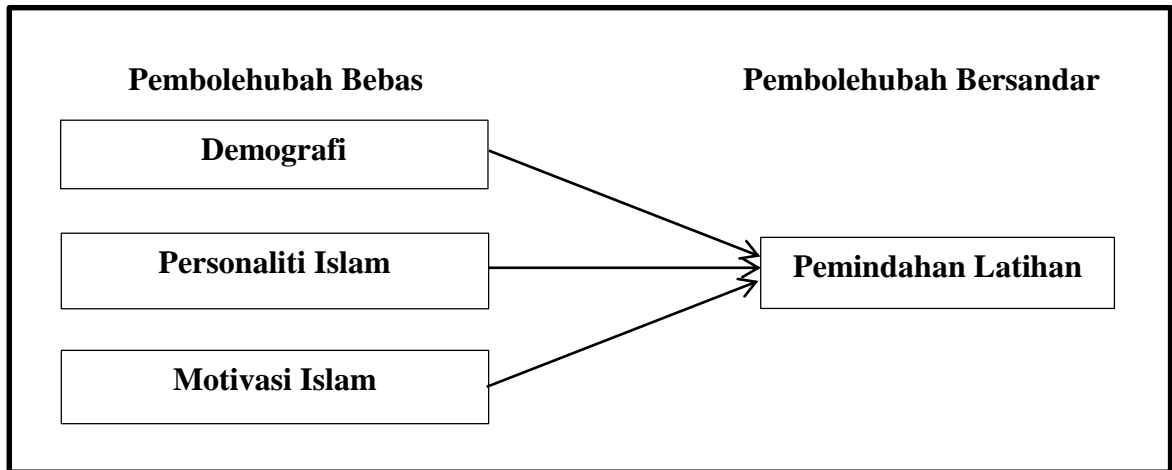 Pembolehubah Bebas
Pembolehubah Bersandar
Demografi
Personaliti Islam
Pemindahan Latihan
Motivasi Islam